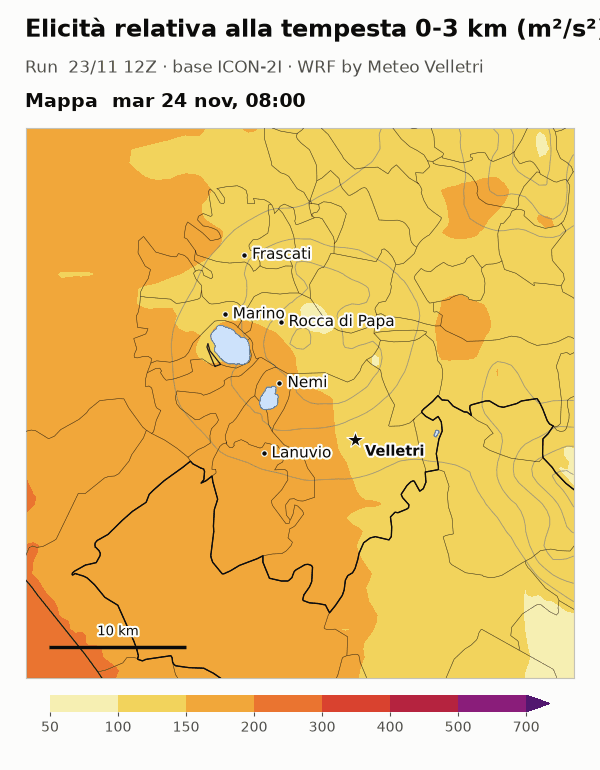 Elicità relativa alla tempesta 0-3 km (m²/s²)
Run 23/11 12Z · base ICON-2I · WRF by Meteo Velletri
Mappa mar 24 nov, 08:00
Frascati
Marino
Rocca di Papa
Nemi
Velletri
Lanuvio
10 km
50 100 150 200 300 400 500 700